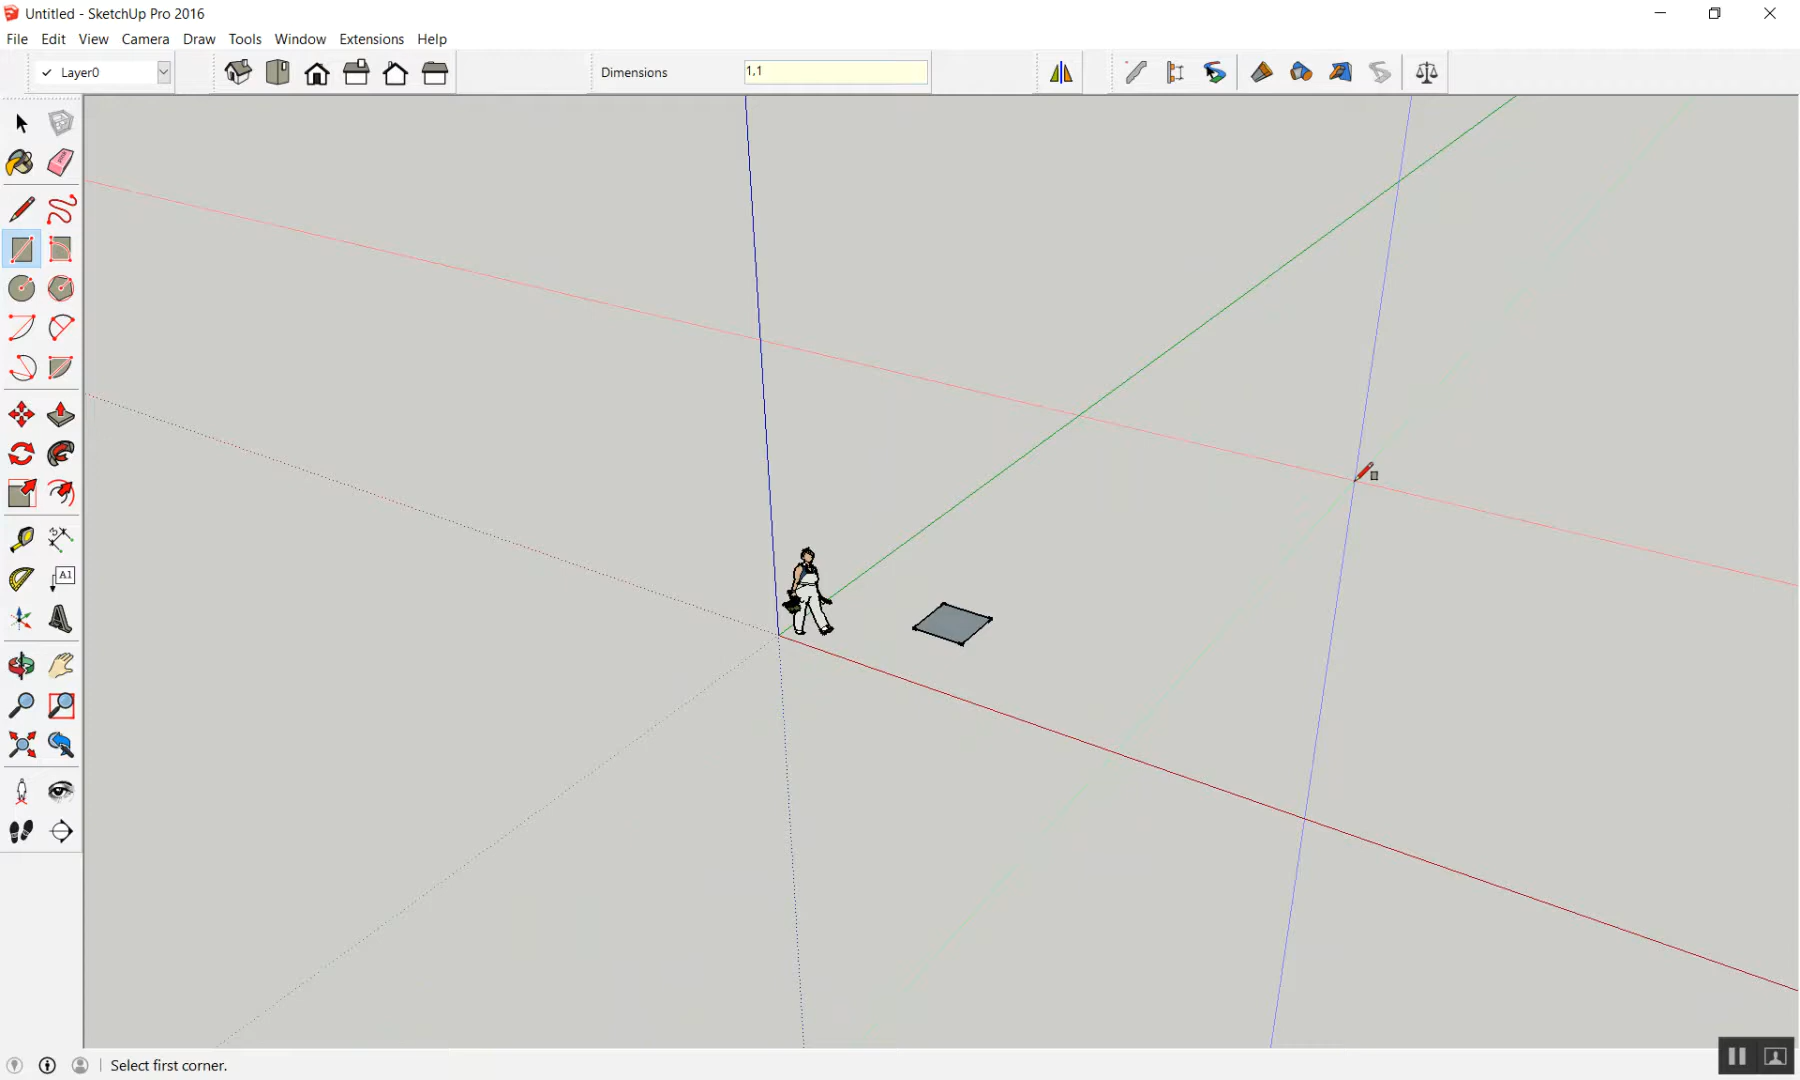 Untitled - SketchUp Pro 2016
File Edit View Camera Draw Tools Window Extensions Help
Layer0 Dimensions 1,1
A1
Select first corner.